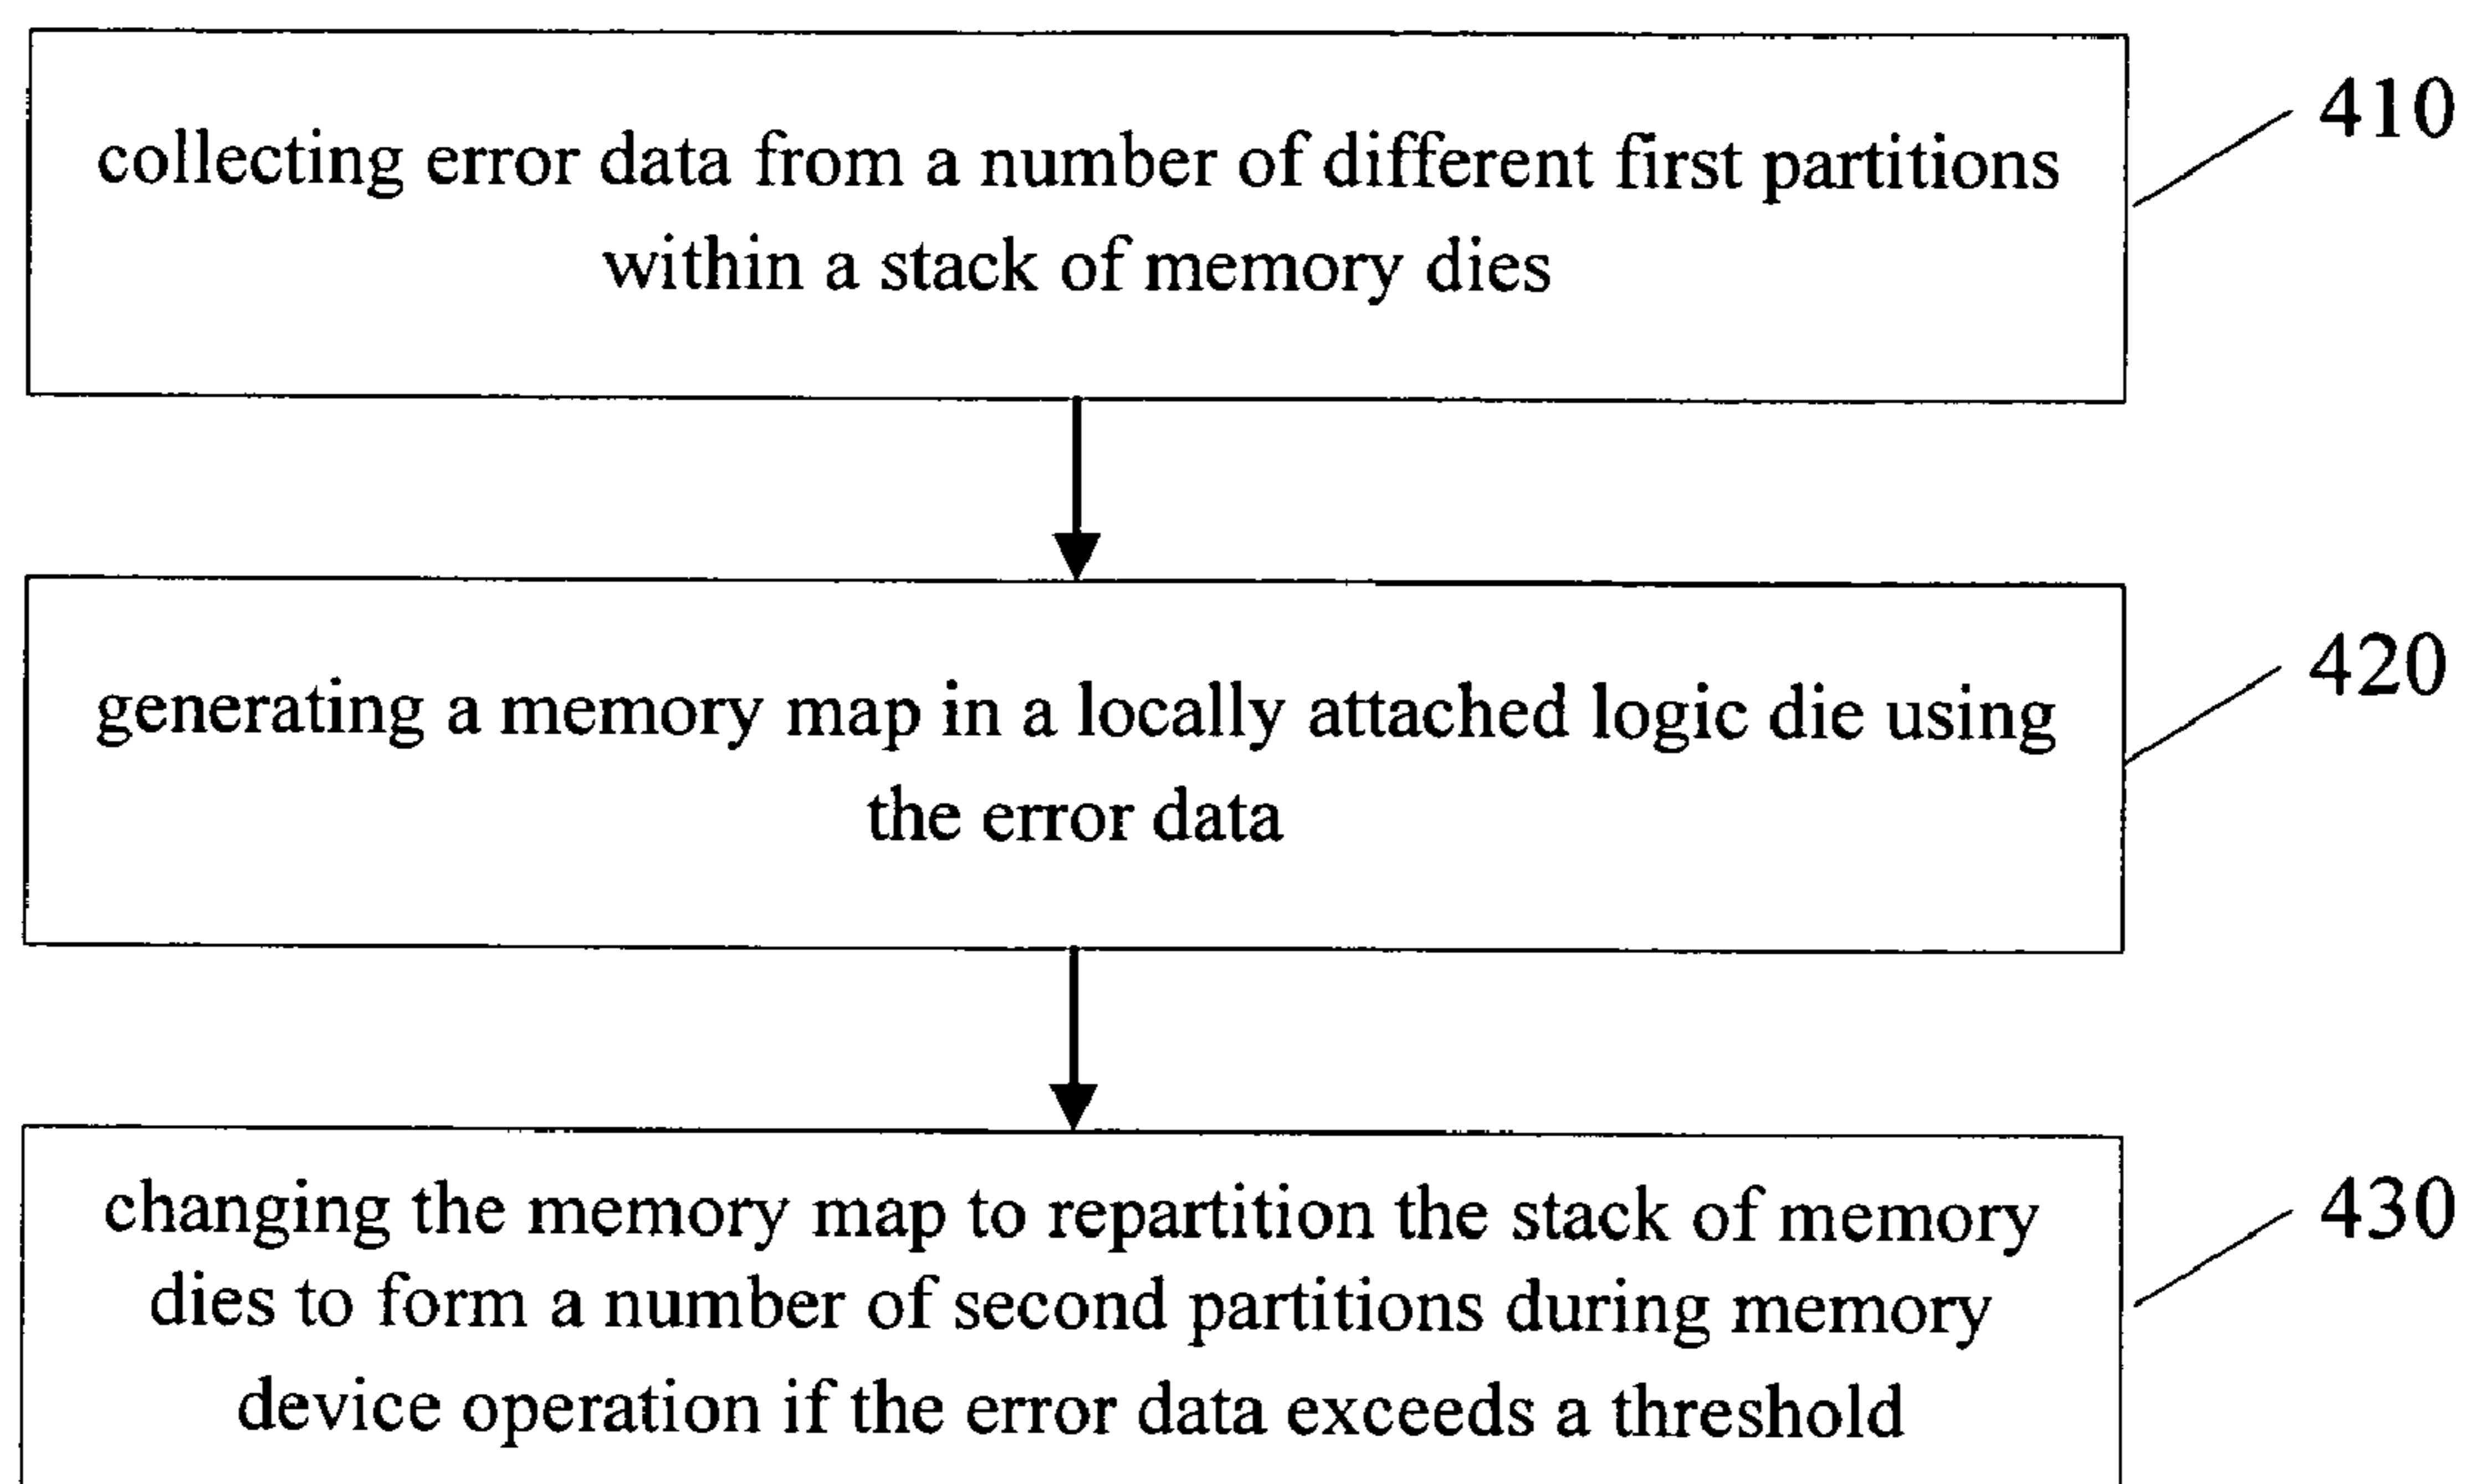 collecting error data from a number of different first partitions
within a stack of memory dies
410
generating a memory map in a locally attached logic die using
the error data
420
changing the memory map to repartition the stack of memory
dies to form a number of second partitions during memory
device operation if the error data exceeds a threshold
430